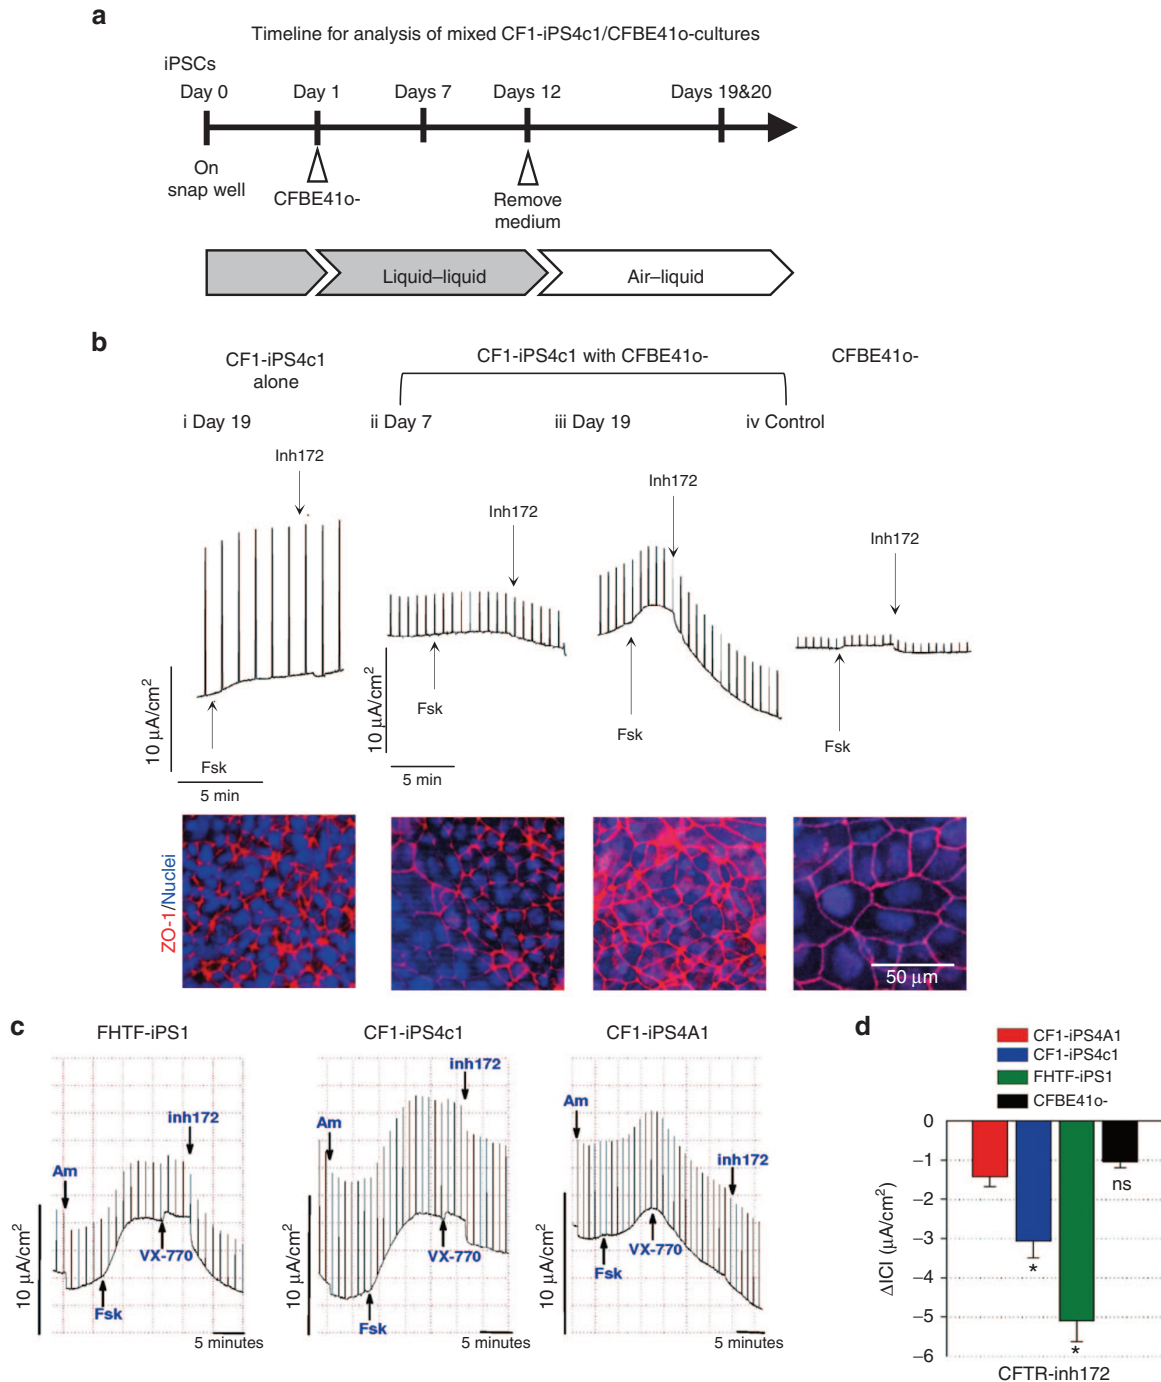 a
Timeline for analysis of mixed CF1-iPS4c1/CFBE41o-cultures
iPSCs
Day 0 Day 1 Days 7 Days 12 Days 19&20
On
snap well
CFBE41o-
Remove
medium
Liquid–liquid Air–liquid
b
CF1-iPS4c1
alone
CF1-iPS4c1 with CFBE41o-
CFBE41o-
i Day 19 ii Day 7 iii Day 19 iv Control
Inh172
Inh172
Inh172
Inh172
10 µA/cm²
Fsk
5 min
10 µA/cm²
Fsk
5 min
Fsk
Fsk
ZO-1/Nuclei
50 µm
c
FHTF-iPS1 CF1-iPS4c1 CF1-iPS4A1
Am
inh172
VX-770
Fsk
10 µA/cm²
5 minutes
Am
inh172
VX-770
Fsk
10 µA/cm²
5 minutes
Am
inh172
VX-770
Fsk
10 µA/cm²
5 minutes
d
CF1-iPS4A1
CF1-iPS4c1
FHTF-iPS1
CFBE41o-
0
–1
–2
–3
–4
–5
–6
ΔICl (µA/cm²)
*
*
ns
CFTR-inh172